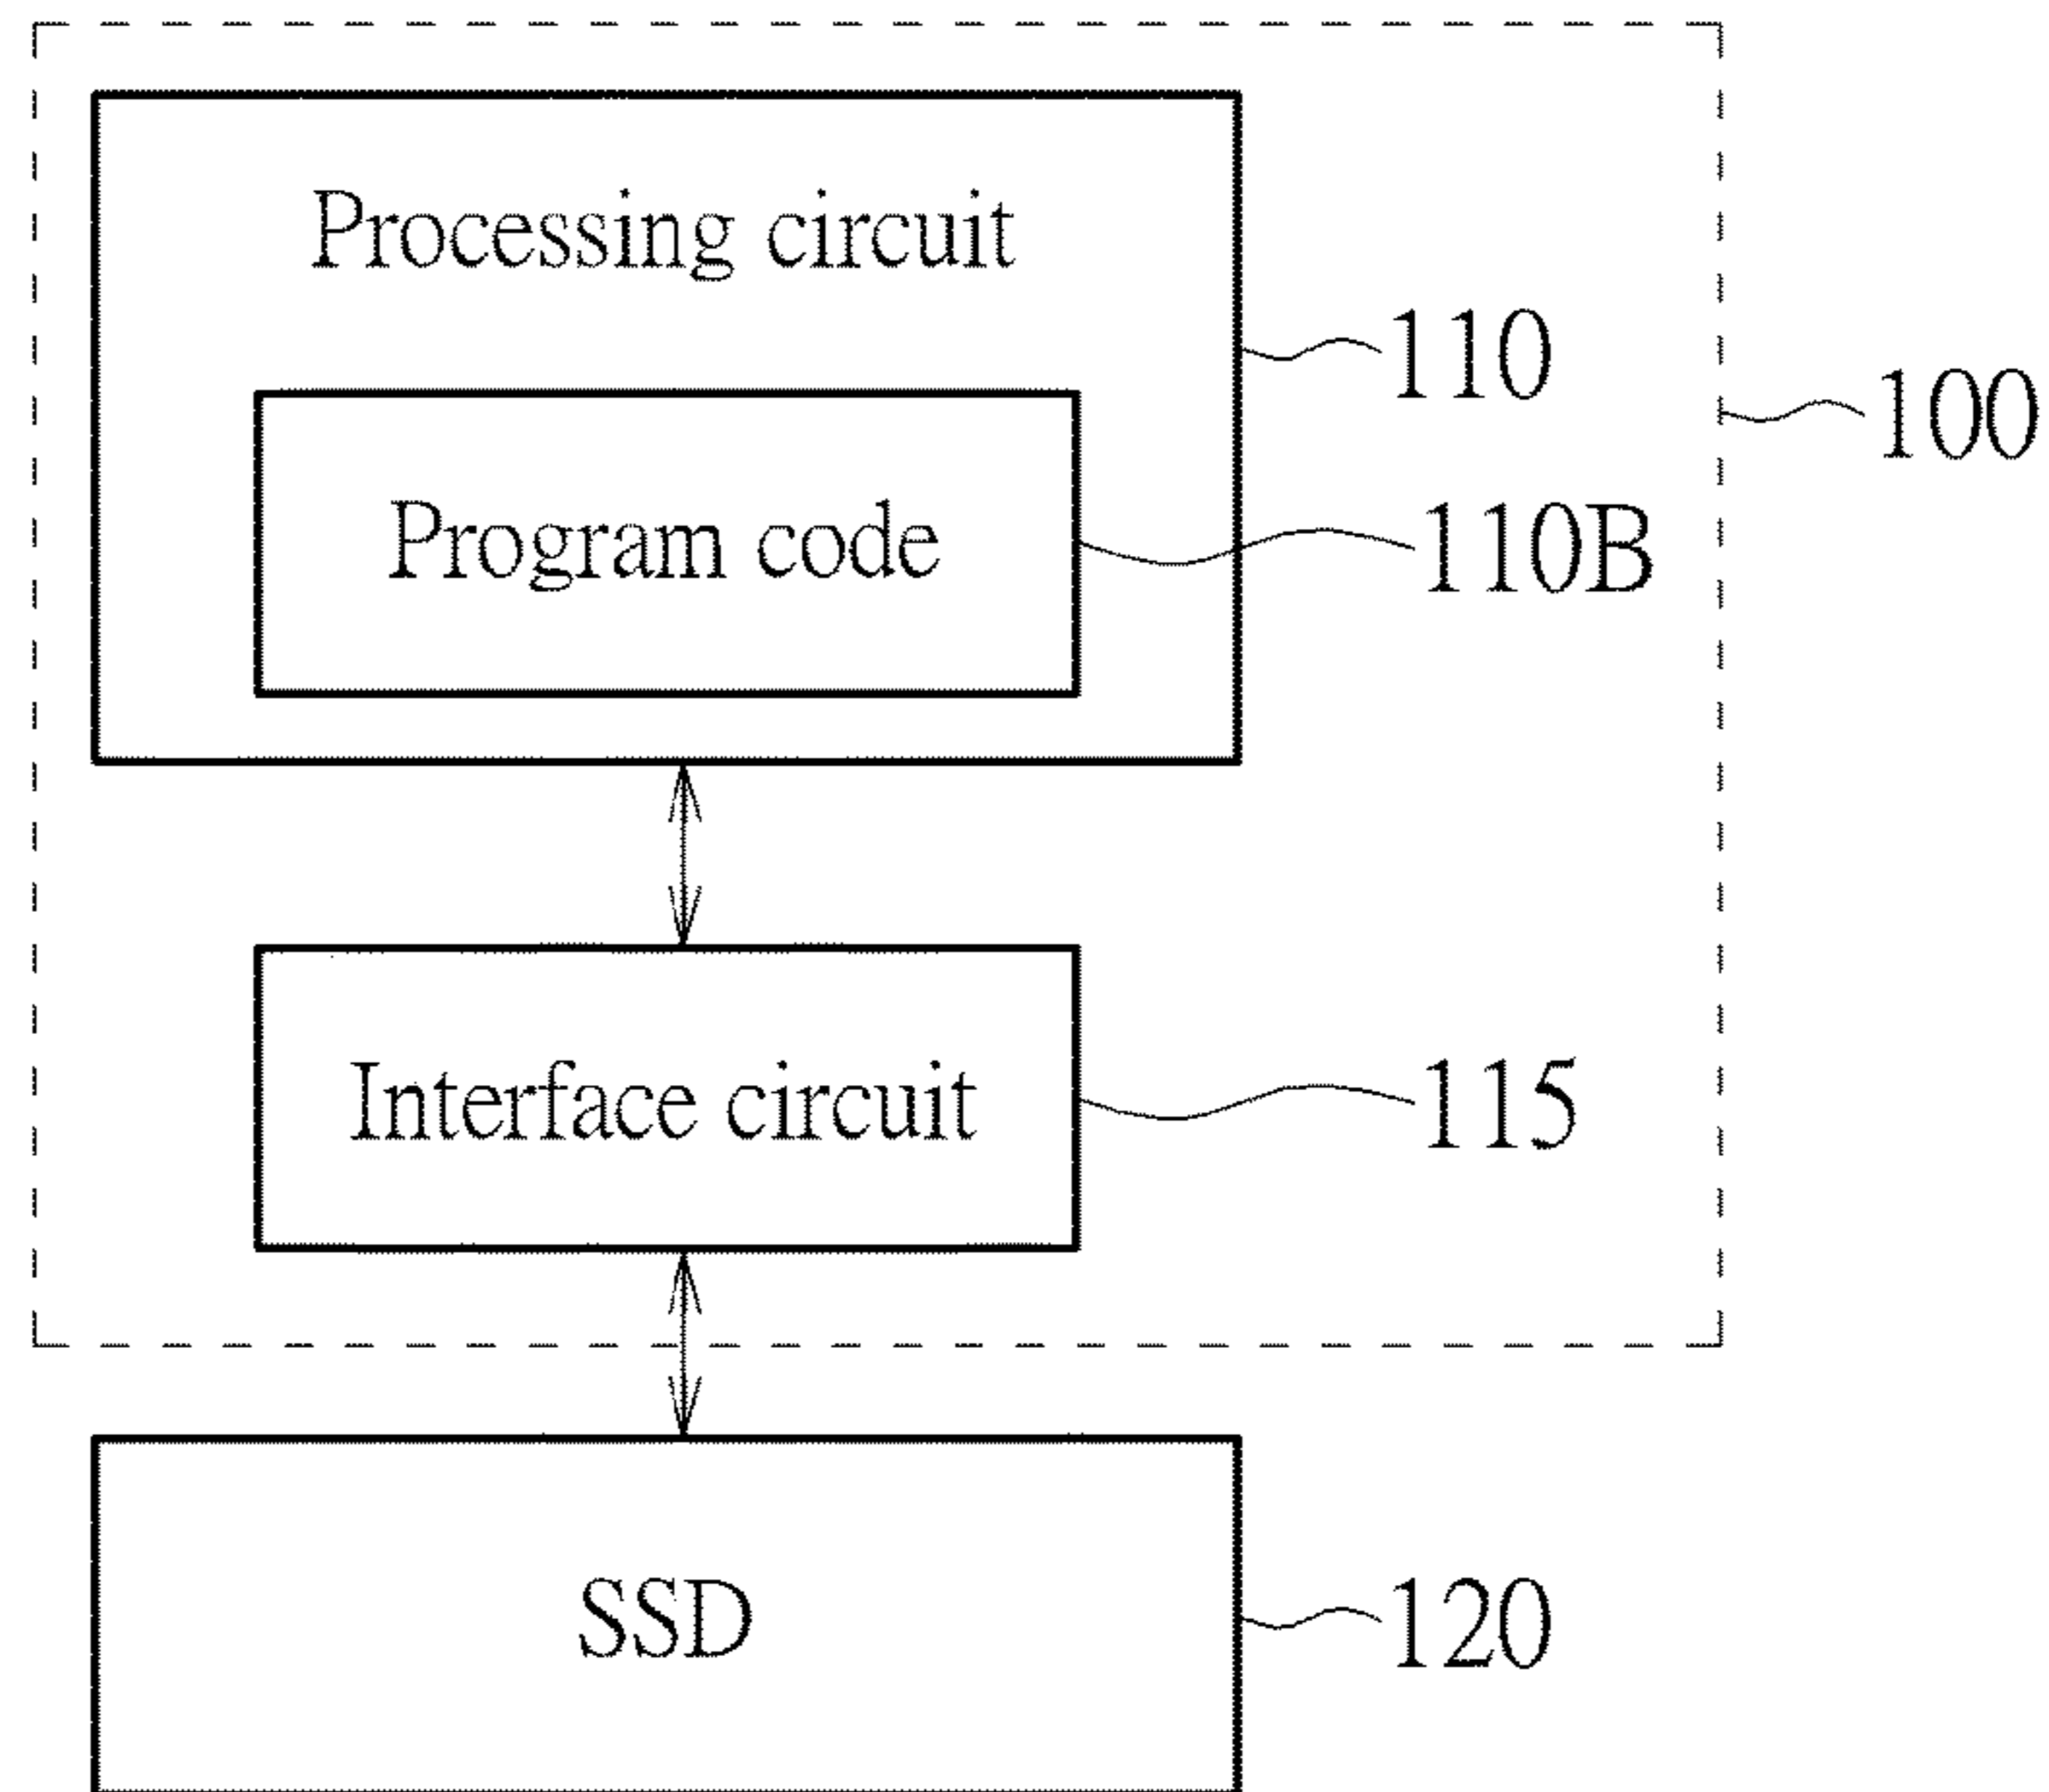 Processing circuit
110
100
Program code
110B
Interface circuit
115
SSD
120